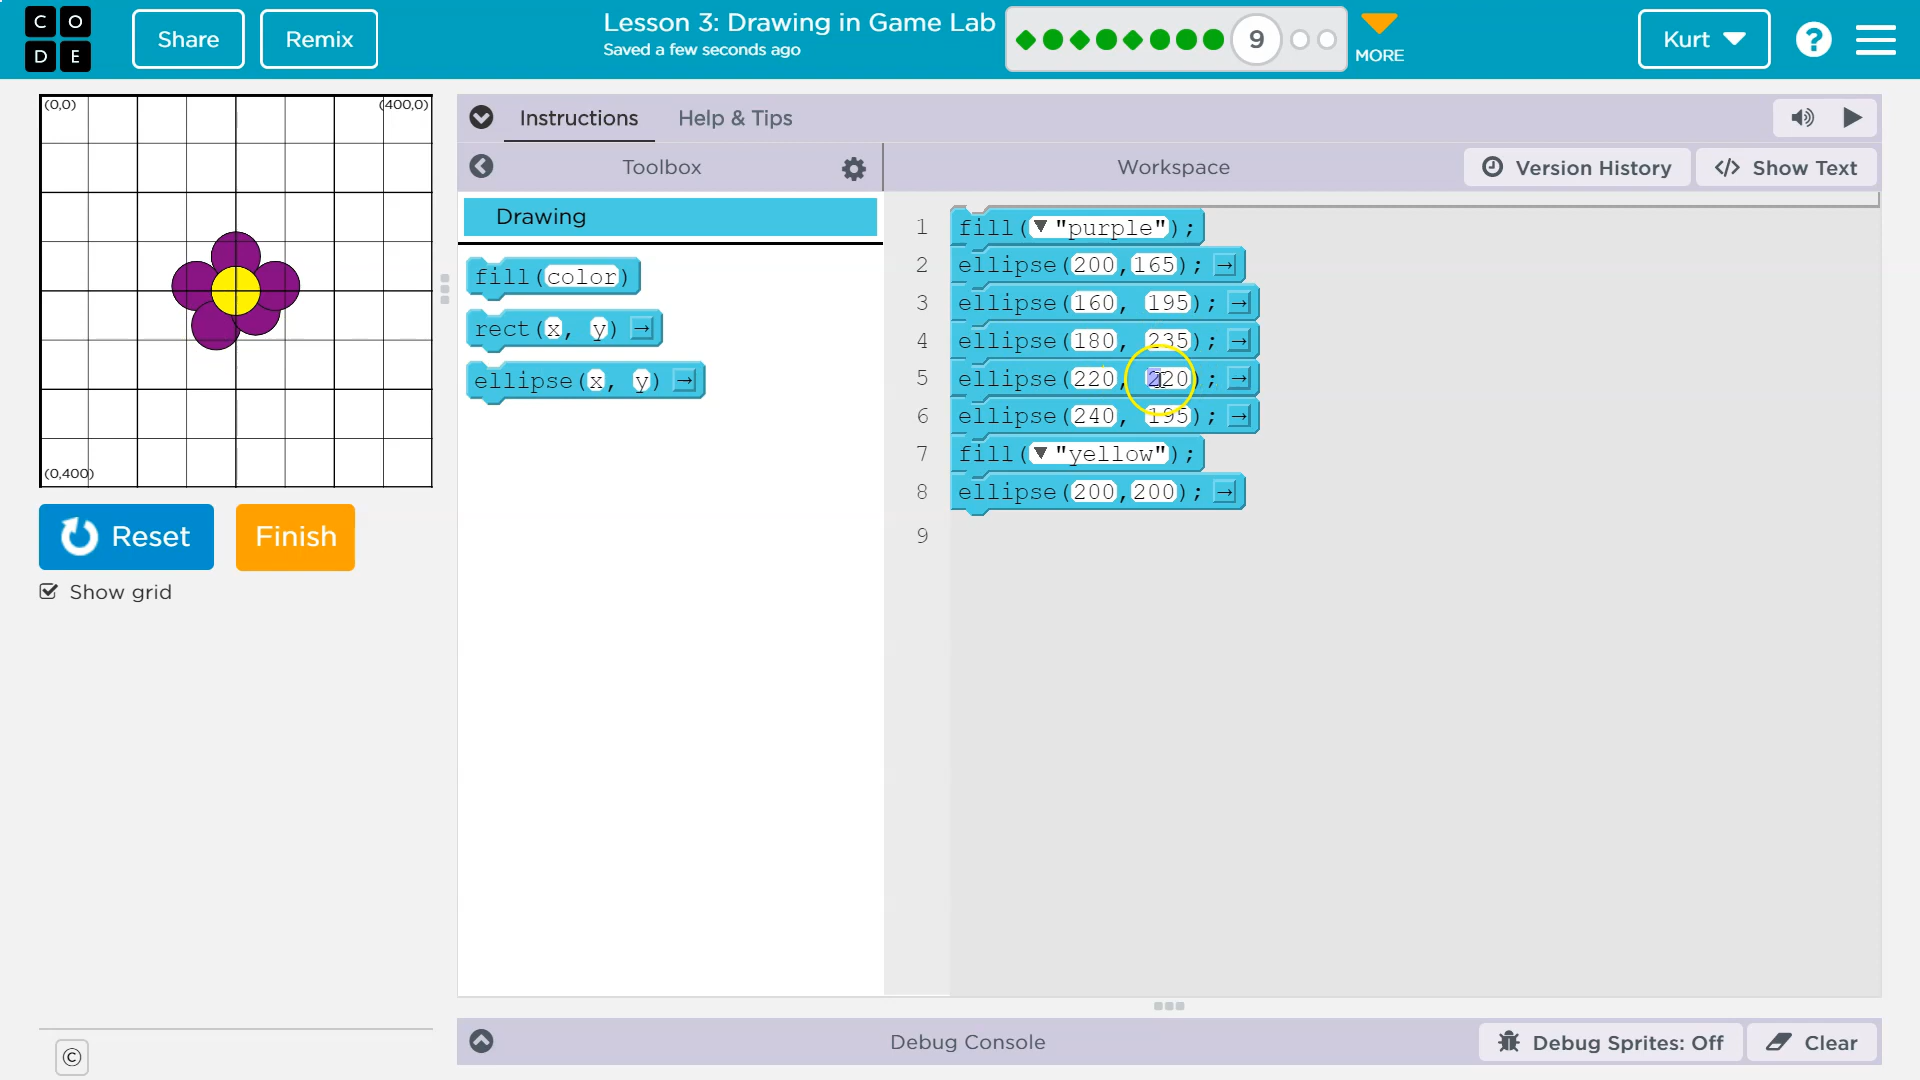 C O
D E
Share
Remix
Lesson 3: Drawing in Game Lab
Saved a few seconds ago
9
MORE
Kurt
?
(0,0)
(400,0)
(0,400)
Reset
Finish
Show grid
©
Instructions
Help & Tips
Toolbox
Workspace
Version History
</> Show Text
Drawing
fill(color)
rect(x, y) →
ellipse(x, y) →
1 fill(▼ "purple");
2 ellipse(200,165); →
3 ellipse(160, 195); →
4 ellipse(180, 235); →
5 ellipse(220, 220); →
6 ellipse(240, 195); →
7 fill(▼ "yellow");
8 ellipse(200,200); →
9
Debug Console
Debug Sprites: Off
Clear